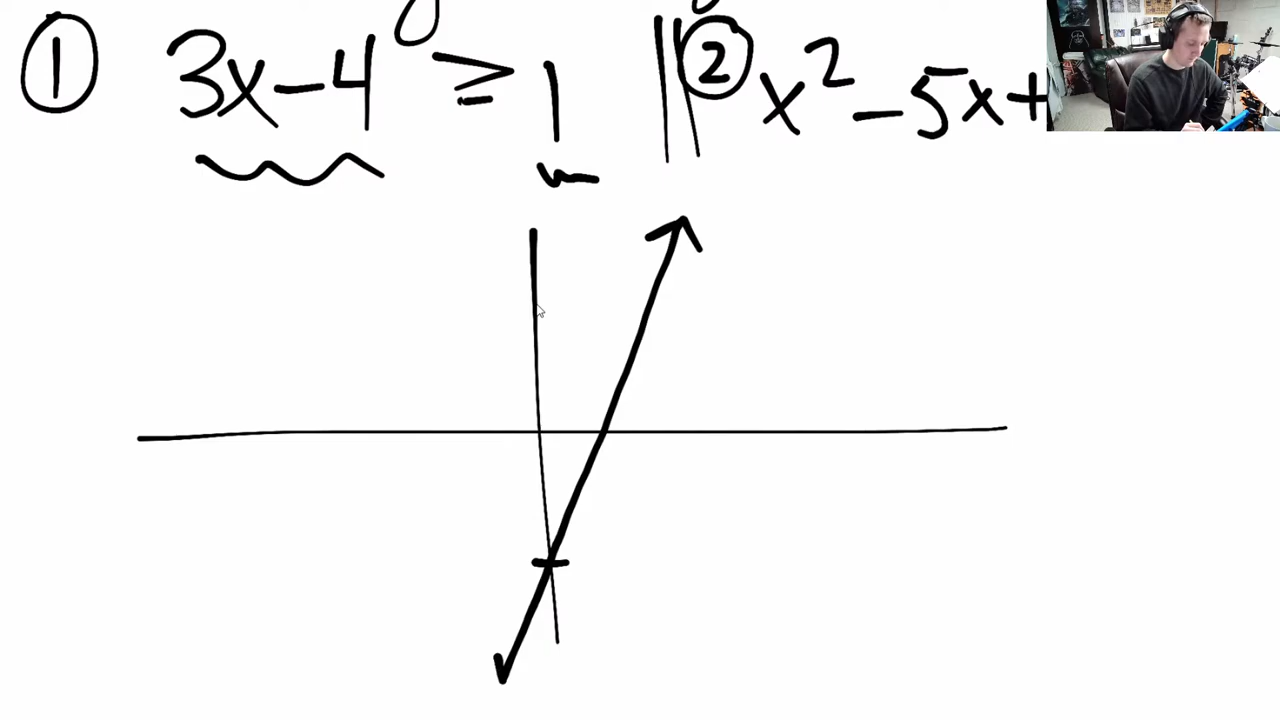 ① 3x-4 ≥ 1 || ② x² - 5x +